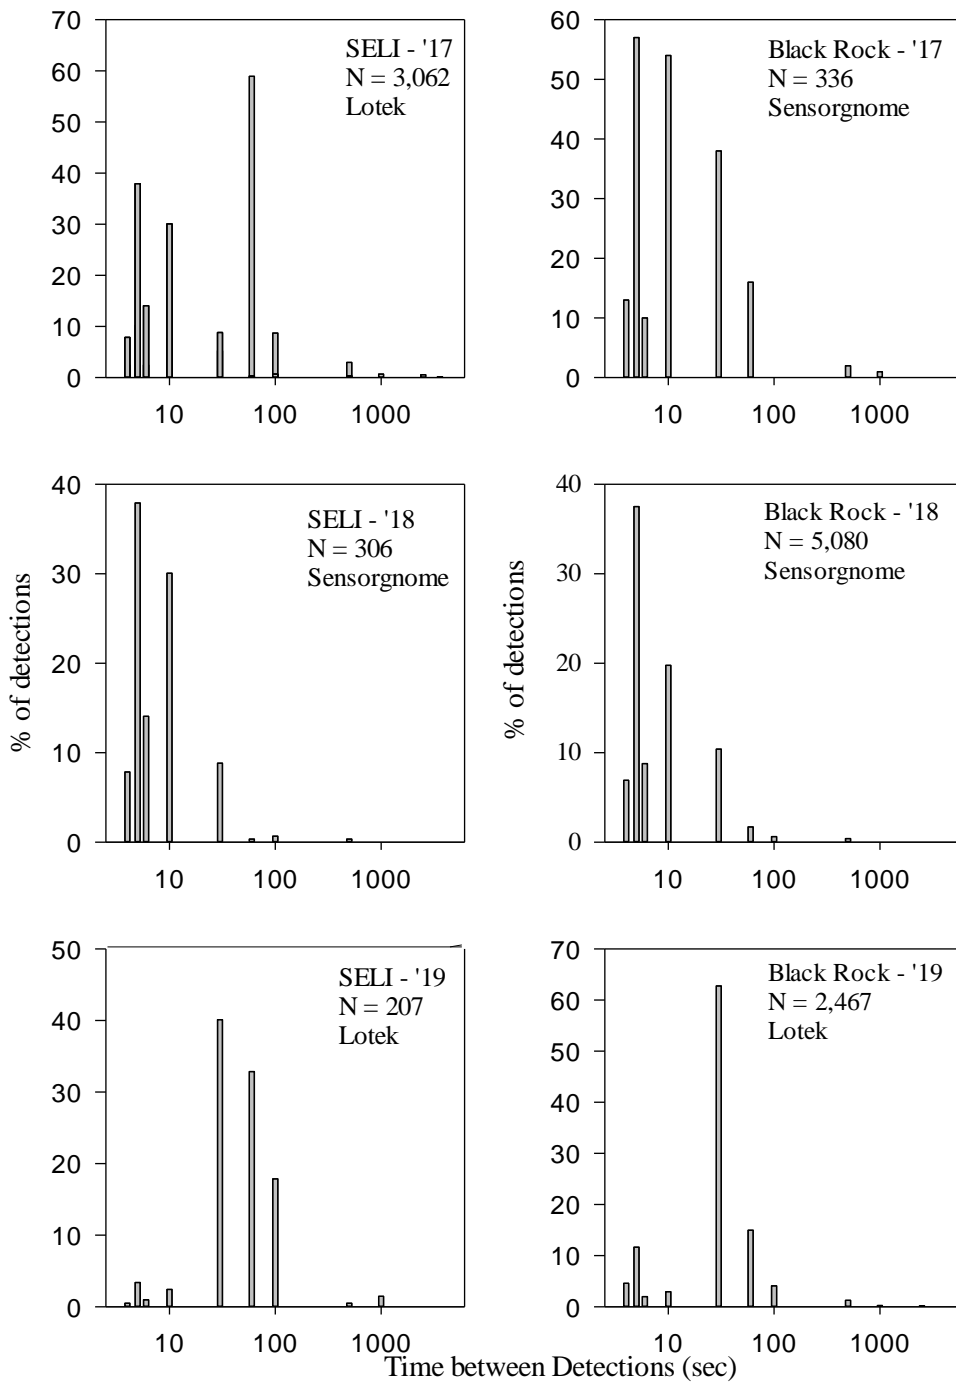 70
60
50
40
30
20
10
0
10
100
1000
SELI - '17
N = 3,062
Lotek
60
50
40
30
20
10
0
10
100
1000
Black Rock - '17
N = 336
Sensorgnome
% of detections
40
30
20
10
0
10
100
1000
SELI - '18
N = 306
Sensorgnome
% of detections
40
30
20
10
0
10
100
1000
Black Rock - '18
N = 5,080
Sensorgnome
50
40
30
20
10
0
10
100
1000
SELI - '19
N = 207
Lotek
70
60
50
40
30
20
10
0
10
100
1000
Black Rock - '19
N = 2,467
Lotek
Time between Detections (sec)